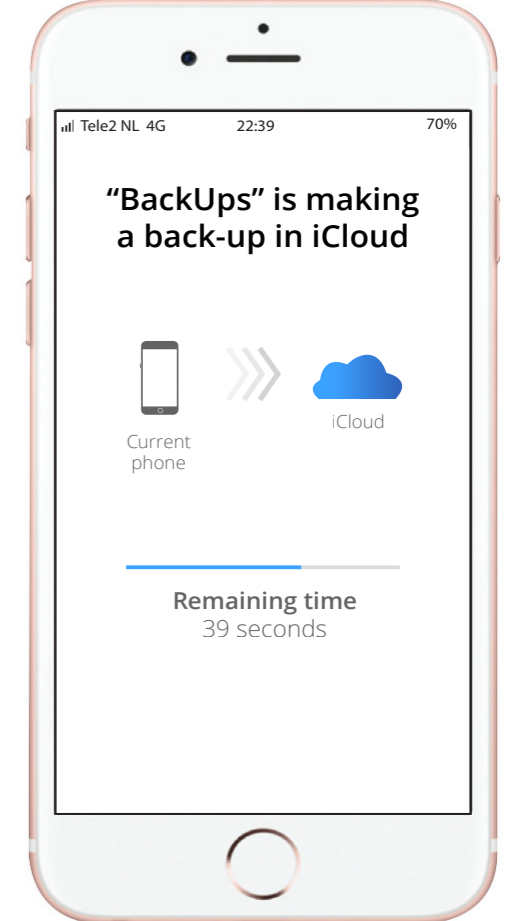 Tele2 NL 4G 22:39 70%
“BackUps” is making
a back-up in iCloud
iCloud
Current
phone
Remaining time
39 seconds